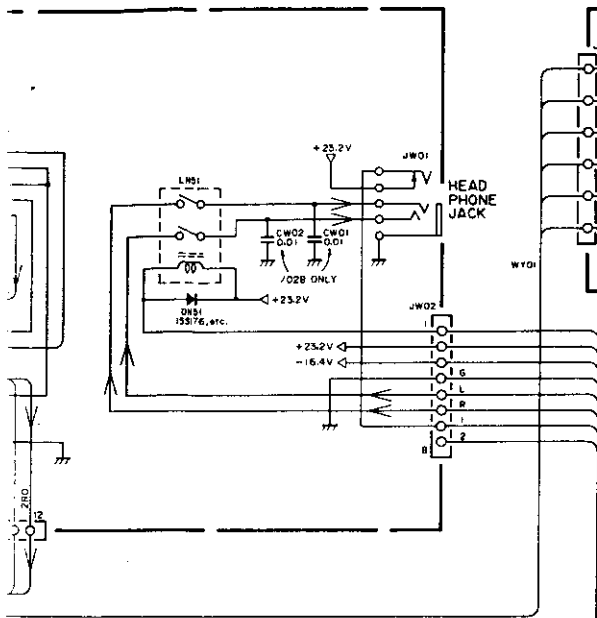 +23.2V
JW01
HEAD
PHONE
JACK
LN51
CW02
0.01
CW01
0.01
/02B ONLY
DN51
1SS176, etc.
+23.2V
WY01
JW02
1
+23.2V
-16.4V
G
L
R
1
2
8
2NO
12